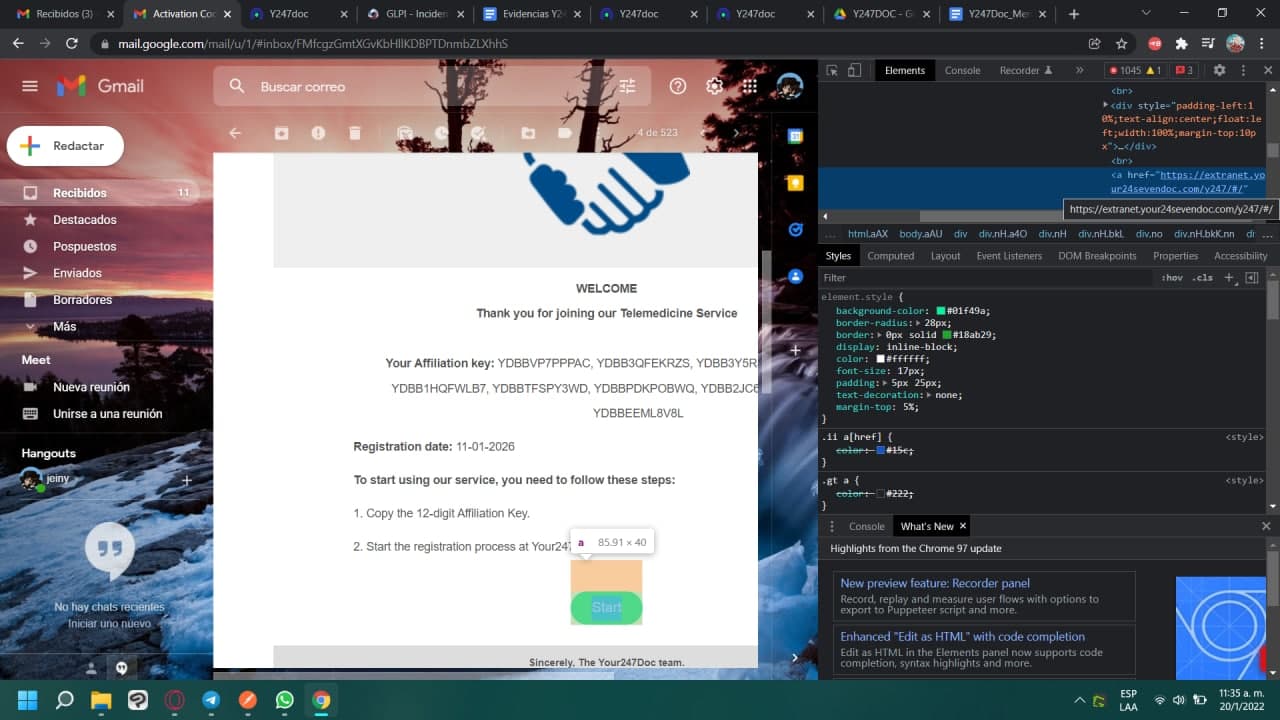 Recibidos (3)
Activation Co
Y247doc
GLPI - Inciden
Evidencias Y24
Y247doc
Y247doc
Y247DOC - G
Y247Doc_Mer
mail.google.com/mail/u/1/#inbox/
Gmail
Buscar correo
4 de 523
Redactar
Recibidos 11
Destacados
Pospuestos
Enviados
Borradores
Más
Meet
Nueva reunión
Unirse a una reunión
Hangouts
jeiny
No hay chats recientes
Iniciar uno nuevo
WELCOME
Thank you for joining our Telemedicine Service
Your Affiliation key: YDBBVP7PPPAC, YDBB3QFEKRZS, YDBB3Y5R
YDBB1HQFWLB7, YDBBTFSPY3WD, YDBBPDKPOBWQ, YDBB2JC6
YDBBEEML8V8L
Registration date: 11-01-2026
To start using our service, you need to follow these steps:
1. Copy the 12-digit Affiliation Key.
2. Start the registration process at Your247
a 85.91 × 40
Start
Sincerely, The Your247Doc team.
Elements
Console
Recorder
1045
1
3
<br>
<div style="padding-left:1
0%;text-align:center;float:le
ft;width:100%;margin-top:10p
x">…</div>
<br>
<a href="https://extranet.yo
ur24sevendoc.com/y247/#/"
https://extranet.your24sevendoc.com/y247/#/
... html.aAX body.aAU div div.nH.a4O div.nH div.nH.bkL div.no div.nH.bkK.nn di ...
Styles
Computed
Layout
Event Listeners
DOM Breakpoints
Properties
Accessibility
Filter
:hov .cls
element.style {
background-color: #01f49a;
border-radius: 28px;
border: 0px solid #18ab29;
display: inline-block;
color: #ffffff;
font-size: 17px;
padding: 5px 25px;
text-decoration: none;
margin-top: 5%;
}
.ii a[href] { <style>
color: #15c;
}
.gt a { <style>
color: #222;
}
Console
What's New
Highlights from the Chrome 97 update
New preview feature: Recorder panel
Record, replay and measure user flows with options to
export to Puppeteer script and more.
Enhanced "Edit as HTML" with code completion
Edit as HTML in the Elements panel now supports code
completion, syntax highlights and more.
ESP
LAA
11:35 a. m.
20/1/2022